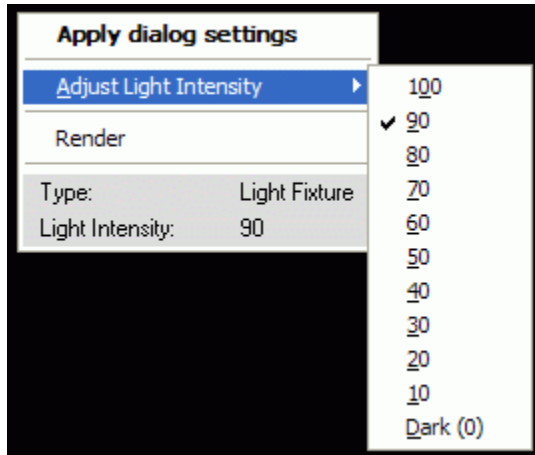 Apply dialog settings
Adjust Light Intensity
Render
Type: Light Fixture
Light Intensity: 90
100
90
80
70
60
50
40
30
20
10
Dark (0)